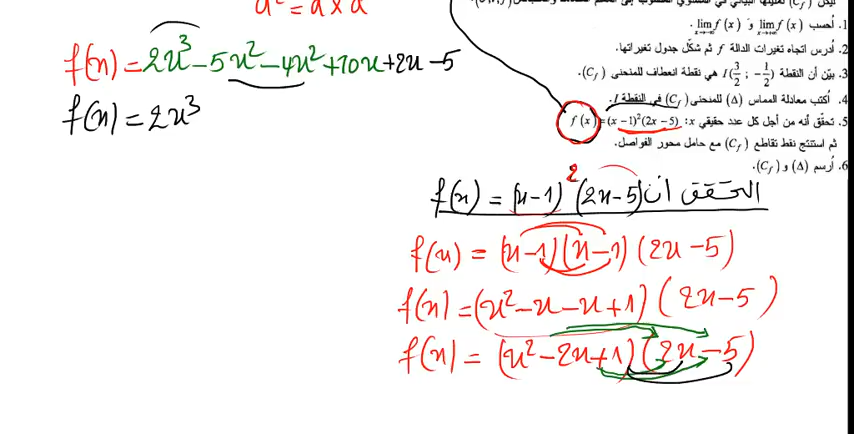 1. أحسب lim f(x) و lim f(x).
2. أدرس اتجاه تغيرات الدالة f ثم شكّل جدول تغيراتها.
3. بيّن أن النقطة I(3/2 ; -1/2) هي نقطة انعطاف للمنحنى (Cf).
4. أكتب معادلة المماس (Δ) للمنحنى (Cf) في النقطة I.
5. تحقق أنه من أجل كل عدد حقيقي x: f(x) = (x-1)²(2x-5)
ثم استنتج نقط تقاطع (Cf) مع حامل محور الفواصل.
6. أرسم (Δ) و (Cf).
a² = a x a
f(x) = 2x³ - 5x² - 4x² + 10x + 2x - 5
f(x) = 2x³
التحقق أن f(x) = (x-1)² (2x-5)
f(x) = (x-1)(x-1)(2x-5)
f(x) = (x² - x - x + 1)(2x-5)
f(x) = (x² - 2x + 1)(2x-5)